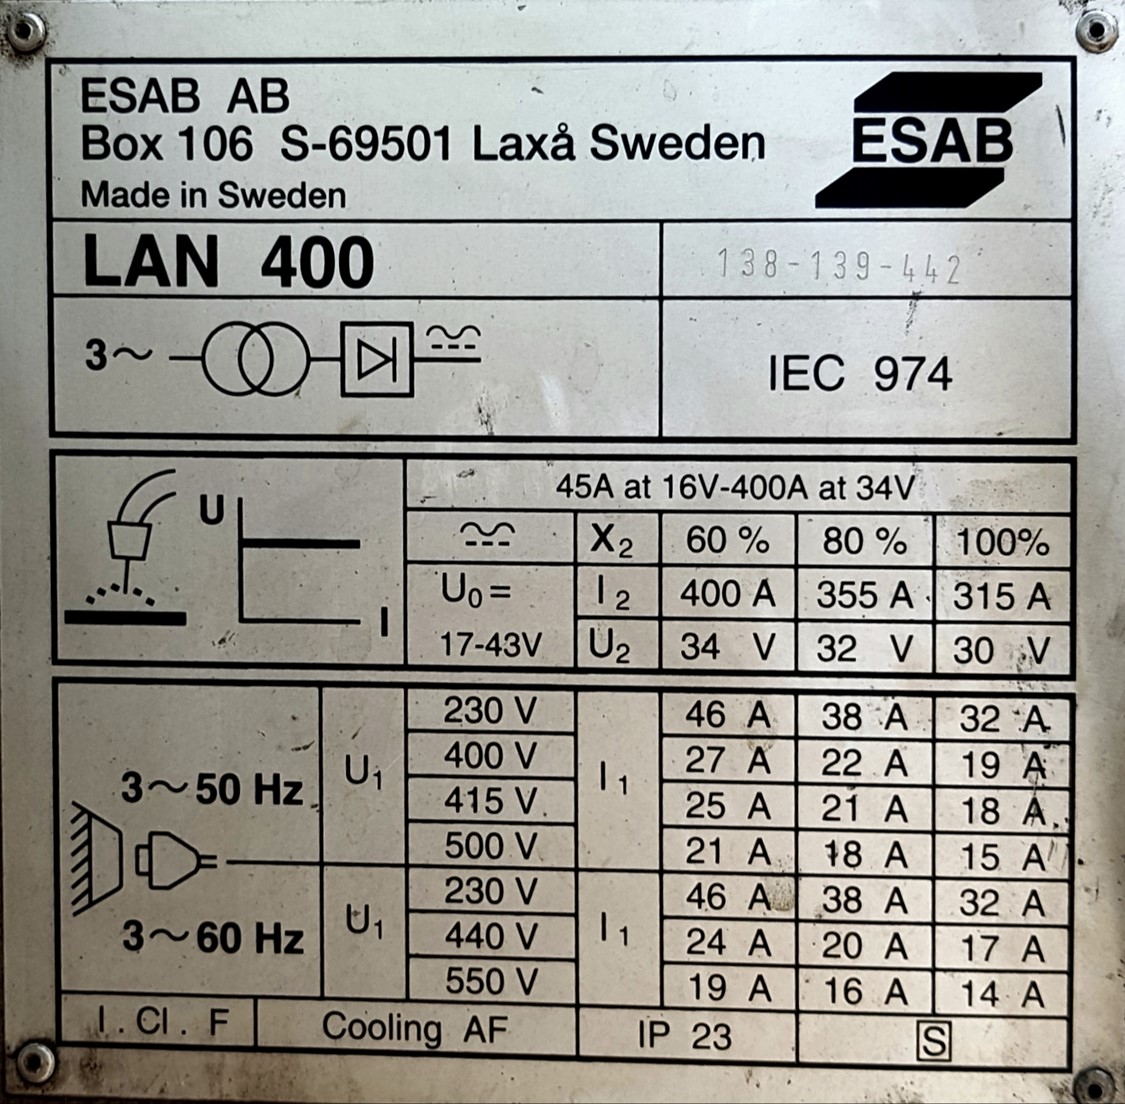 ESAB AB
Box 106 S-69501 Laxå Sweden
Made in Sweden
ESAB
LAN 400
138-139-442
3~
IEC 974
U
I
45A at 16V-400A at 34V
X2 60 % 80 % 100%
U0= I2 400 A 355 A 315 A
17-43V U2 34 V 32 V 30 V
3~50 Hz U1 I1
230 V 46 A 38 A 32 A
400 V 27 A 22 A 19 A
415 V 25 A 21 A 18 A
500 V 21 A 18 A 15 A
3~60 Hz U1 I1
230 V 46 A 38 A 32 A
440 V 24 A 20 A 17 A
550 V 19 A 16 A 14 A
I . Cl . F Cooling AF IP 23 S